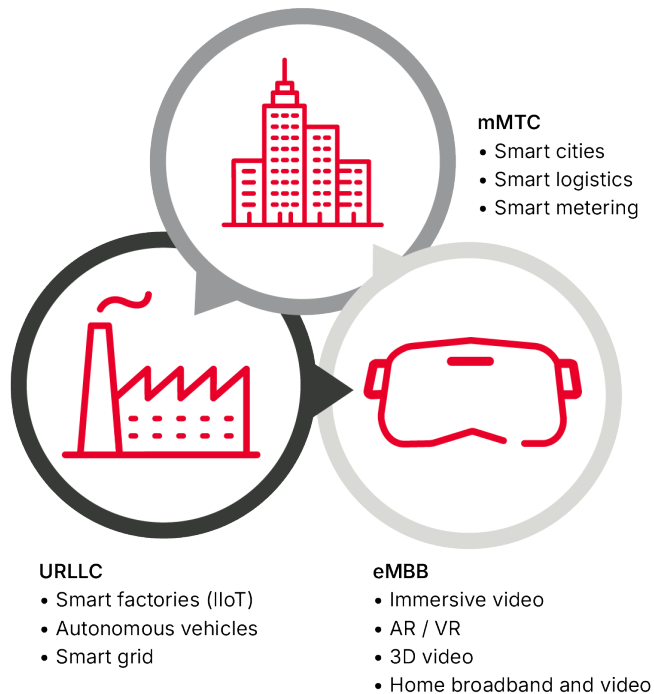 mMTC
• Smart cities
• Smart logistics
• Smart metering
URLLC
• Smart factories (IIoT)
• Autonomous vehicles
• Smart grid
eMBB
• Immersive video
• AR / VR
• 3D video
• Home broadband and video